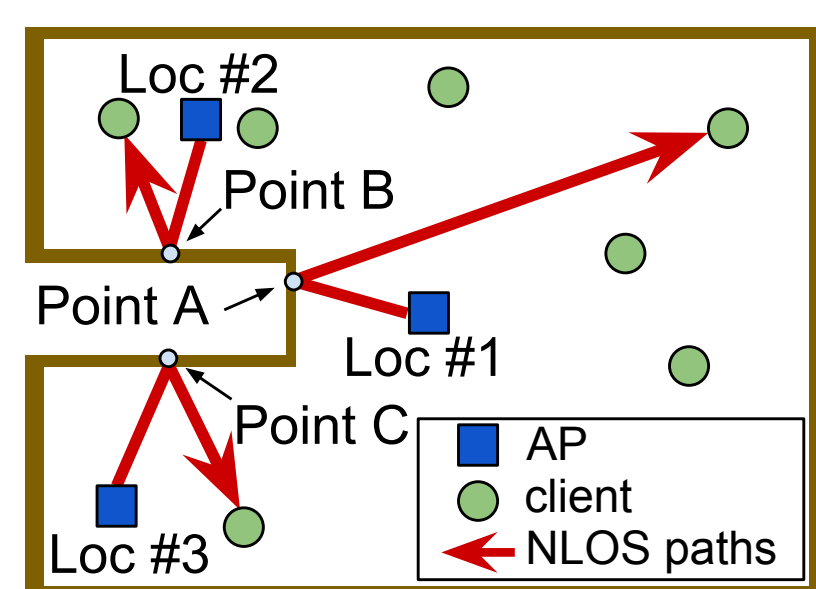 Loc #2
Point B
Point A
Loc #1
Point C
Loc #3
AP
client
NLOS paths